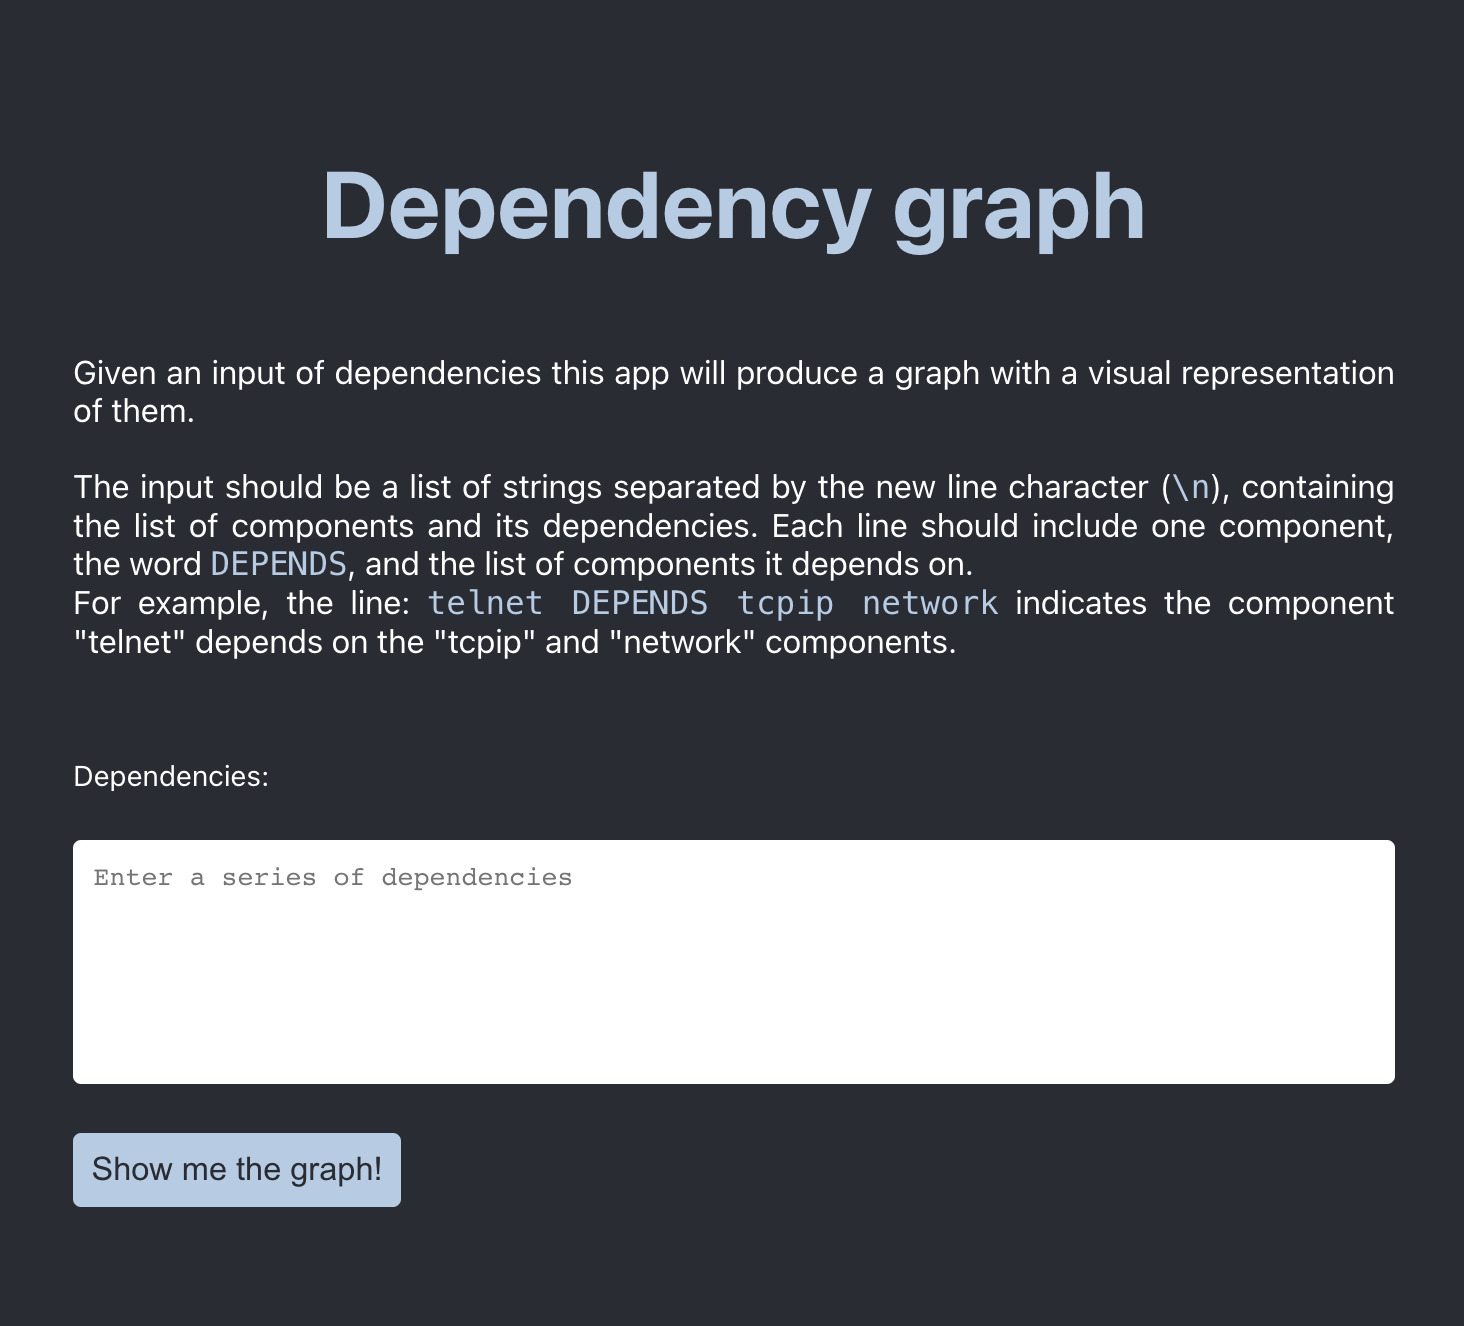 Dependency graph
Given an input of dependencies this app will produce a graph with a visual representation
of them.
The input should be a list of strings separated by the new line character (\n), containing
the list of components and its dependencies. Each line should include one component,
the word DEPENDS, and the list of components it depends on.
For example, the line: telnet DEPENDS tcpip network indicates the component
"telnet" depends on the "tcpip" and "network" components.
Dependencies:
Enter a series of dependencies
Show me the graph!